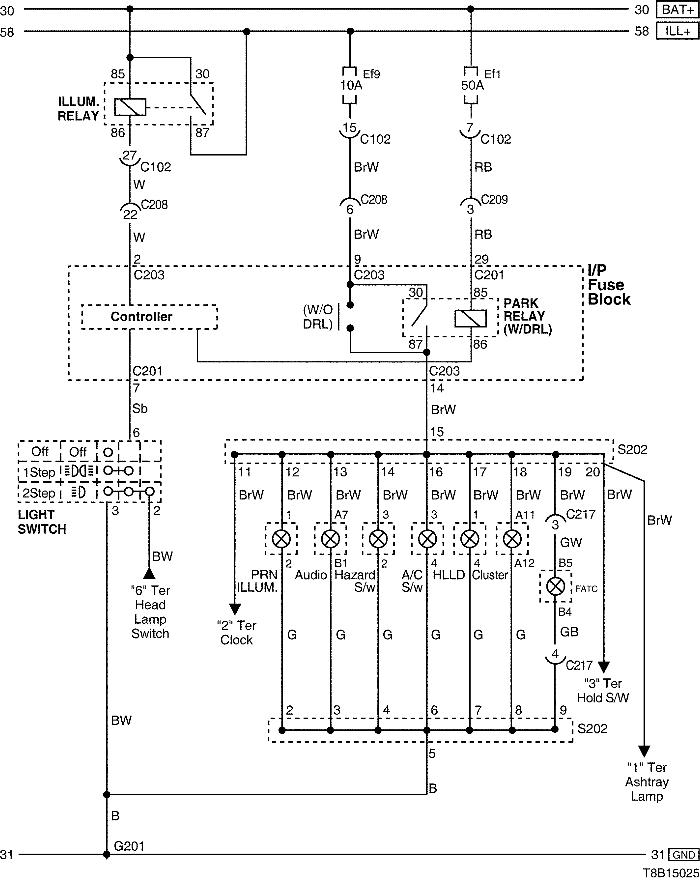 30 30 BAT+
58 58 ILL+
85 30
ILLUM.
RELAY
86 87
27 C102
W
C208
22
W
2
C203
Ef9
10A
15 C102
BrW
C208
6
BrW
9
C203
Ef1
50A
7 C102
RB
C209
3
RB
29
C201
I/P
Fuse
Block
Controller
(W/O
DRL)
30 85
PARK
RELAY
(W/DRL)
87 86
C201
7
Sb
6
C203
14
BrW
15
Off Off
1Step
2Step
LIGHT
SWITCH
3 2
BW
"6" Ter
Head
Lamp
Switch
S202
11 12 13 14 16 17 18 19 20
BrW BrW BrW BrW BrW BrW BrW BrW BrW
BrW
1 A7 3 3 1 A11
3 C217
GW
2 B1 2 4 4 A12
PRN
ILLUM.
Audio
Hazard
S/w
A/C
S/w
HLLD
Cluster
B5
FATC
B4
GB
4 C217
"2" Ter
Clock
G G G G G G
"3" Ter
Hold S/W
2 3 4 6 7 8 9
S202
5
B
"1" Ter
Ashtray
Lamp
BW
B
G201
31 31 GND
T8B15025